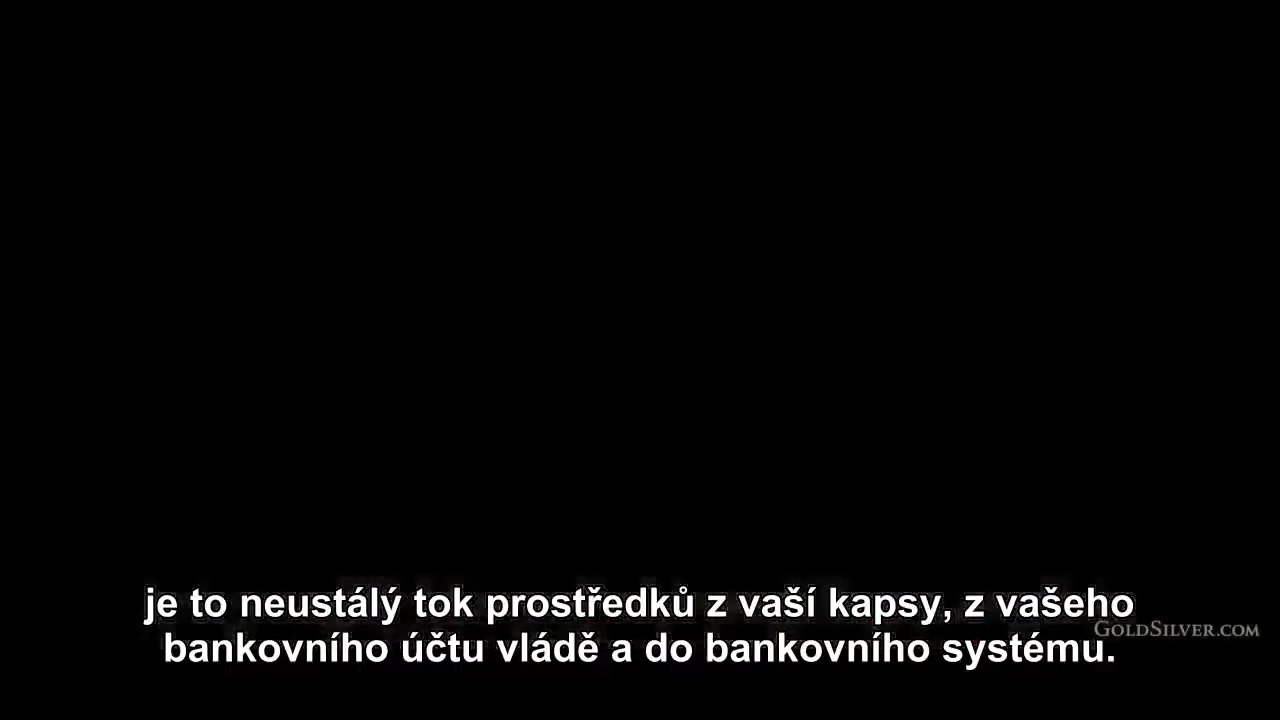 je to neustálý tok prostředků z vaší kapsy, z vašeho
bankovního účtu vládě a do bankovního systému.
GoldSilver.com